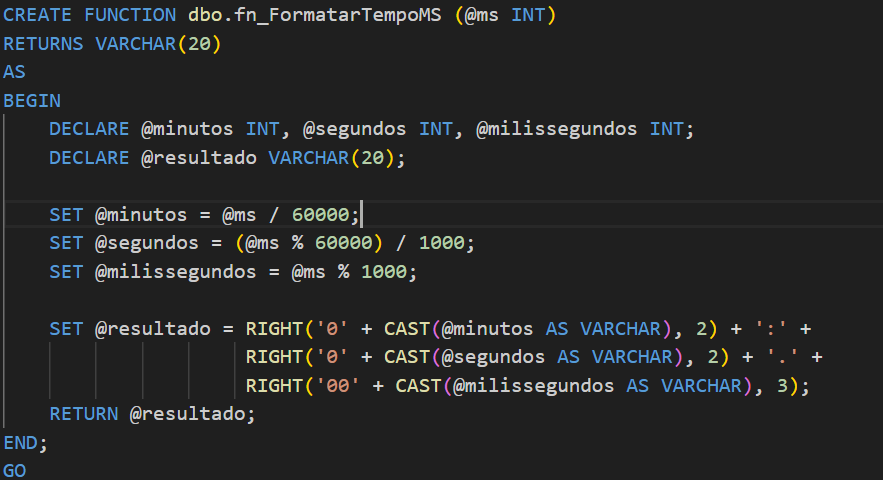 CREATE FUNCTION dbo.fn_FormatarTempoMS (@ms INT)
RETURNS VARCHAR(20)
AS
BEGIN
    DECLARE @minutos INT, @segundos INT, @milissegundos INT;
    DECLARE @resultado VARCHAR(20);

    SET @minutos = @ms / 60000;
    SET @segundos = (@ms % 60000) / 1000;
    SET @milissegundos = @ms % 1000;

    SET @resultado = RIGHT('0' + CAST(@minutos AS VARCHAR), 2) + ':' +
                     RIGHT('0' + CAST(@segundos AS VARCHAR), 2) + '.' +
                     RIGHT('00' + CAST(@milissegundos AS VARCHAR), 3);
    RETURN @resultado;
END;
GO